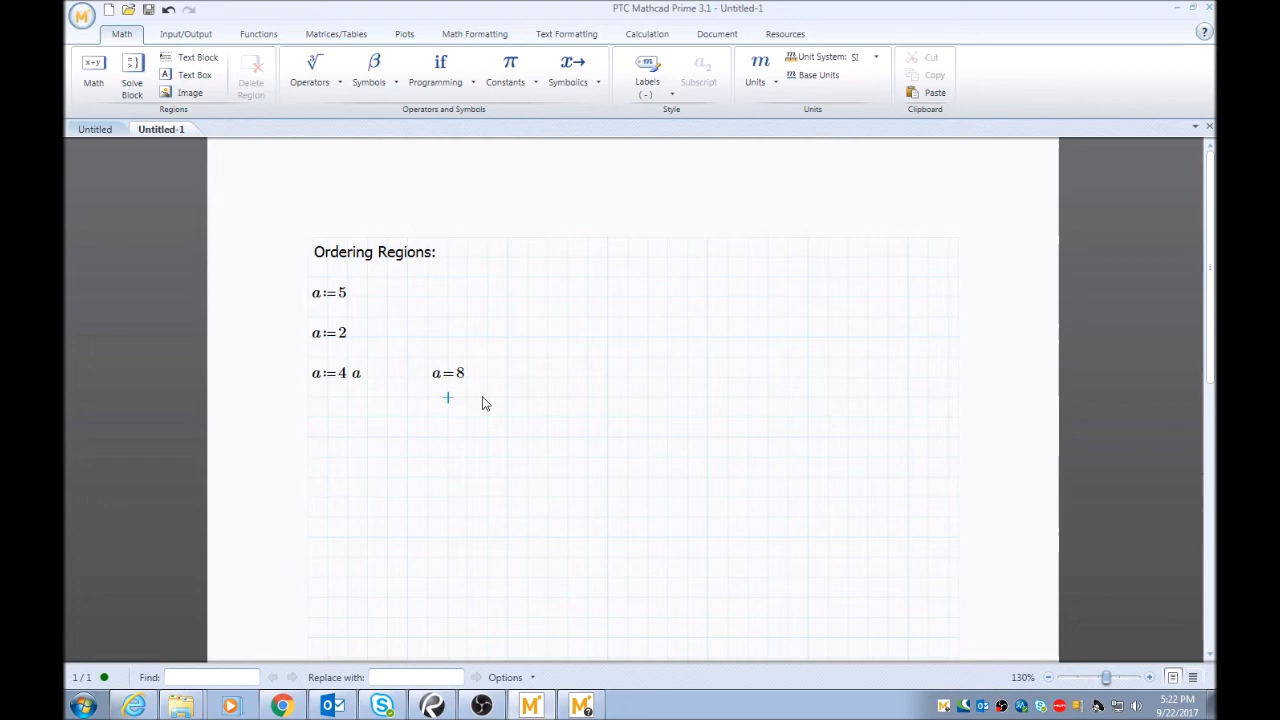 PTC Mathcad Prime 3.1 - Untitled-1
Math Input/Output Functions Matrices/Tables Plots Math Formatting Text Formatting Calculation Document Resources
Math
Solve Block
Text Block
Text Box
Image
Delete Region
Regions
Operators Symbols Programming Constants Symbolics
Operators and Symbols
Labels (-) Subscript
Style
Units
Unit System: SI
Base Units
Units
Cut
Copy
Paste
Clipboard
Untitled Untitled-1
Ordering Regions:
a:=5
a:=2
a:=4 a a=8
1/1 Find: Replace with: Options 130%
5:22 PM
9/22/2017